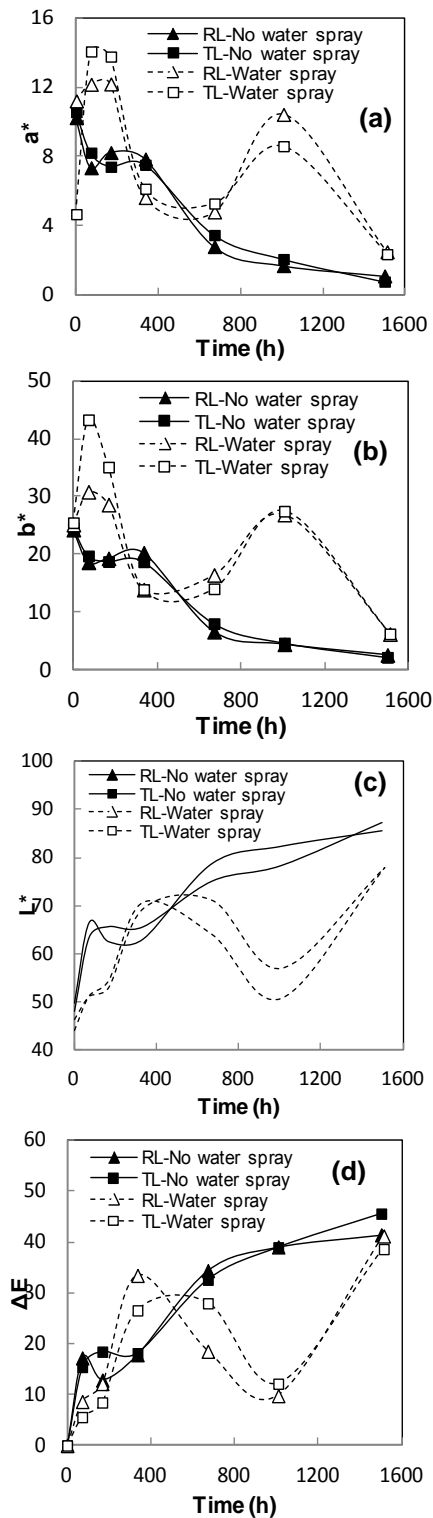 16
12
8
4
0
a*
RL-No water spray
TL-No water spray
RL-Water spray
TL-Water spray
(a)
0 400 800 1200 1600
Time (h)
50
40
30
20
10
0
b*
RL-No water spray
TL-No water spray
RL-Water spray
TL-Water spray
(b)
0 400 800 1200 1600
Time (h)
100
90
80
70
60
50
40
L*
RL-No water spray
TL-No water spray
RL-Water spray
TL-Water spray
(c)
0 400 800 1200 1600
Time (h)
60
50
40
30
20
10
0
ΔE
RL-No water spray
TL-No water spray
RL-Water spray
TL-Water spray
(d)
0 400 800 1200 1600
Time (h)